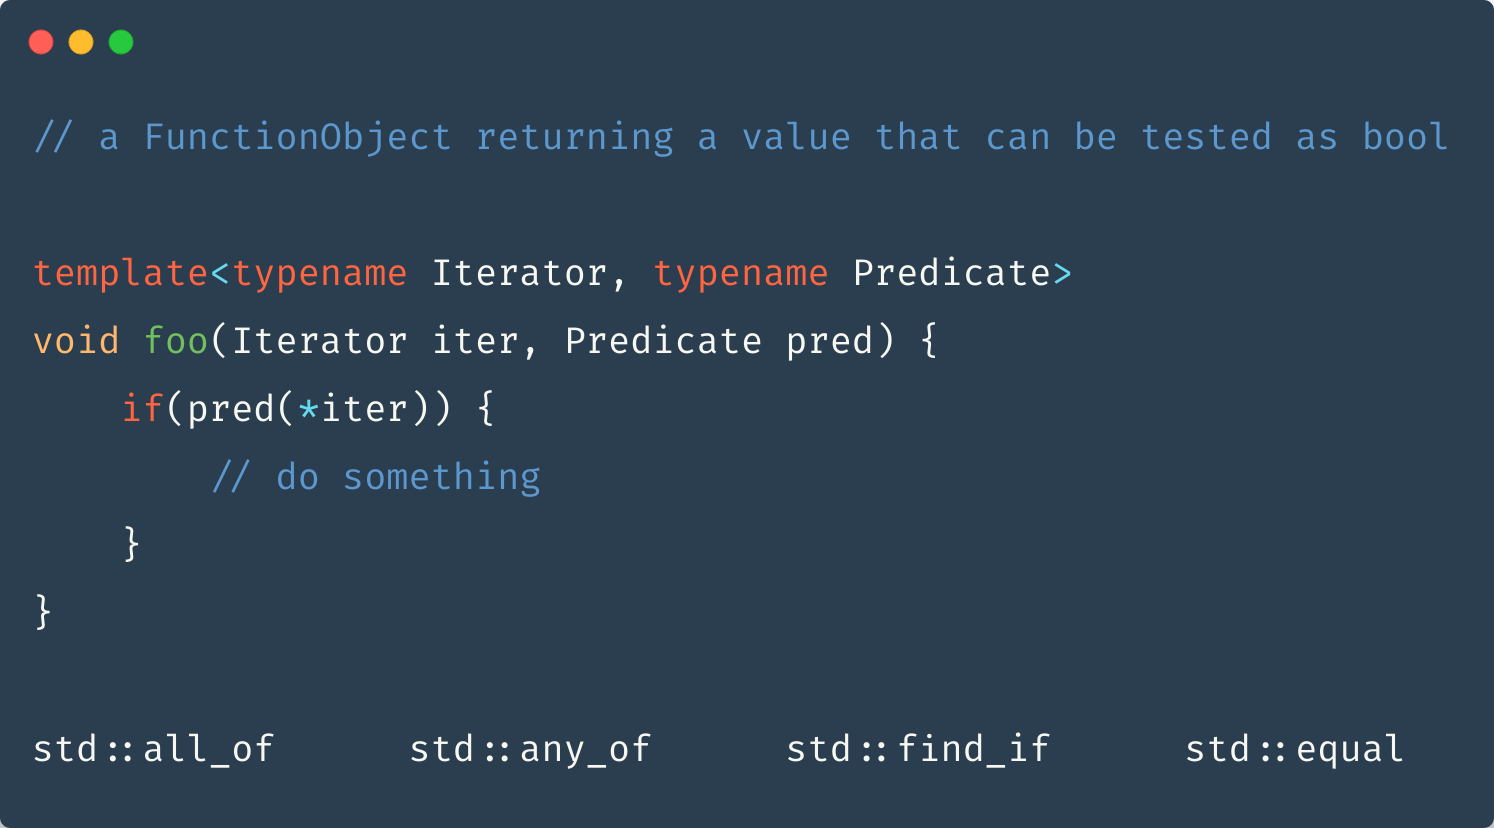 // a FunctionObject returning a value that can be tested as bool
template<typename Iterator, typename Predicate>
void foo(Iterator iter, Predicate pred) {
    if(pred(*iter)) {
        // do something
    }
}
std::all_of      std::any_of      std::find_if      std::equal